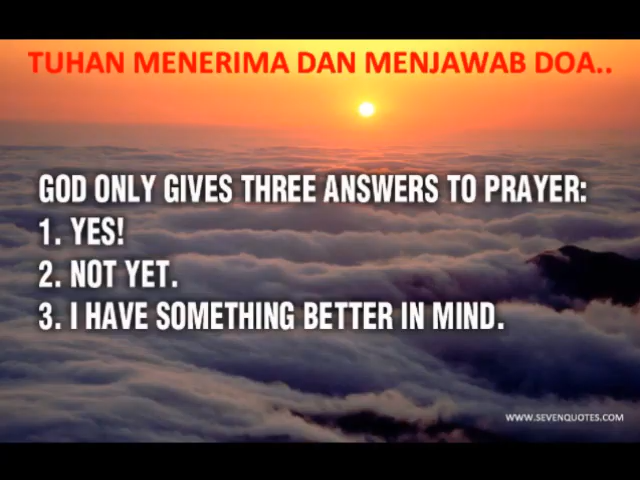 TUHAN MENERIMA DAN MENJAWAB DOA..
GOD ONLY GIVES THREE ANSWERS TO PRAYER:
1. YES!
2. NOT YET.
3. I HAVE SOMETHING BETTER IN MIND.
WWW.SEVENQUOTES.COM